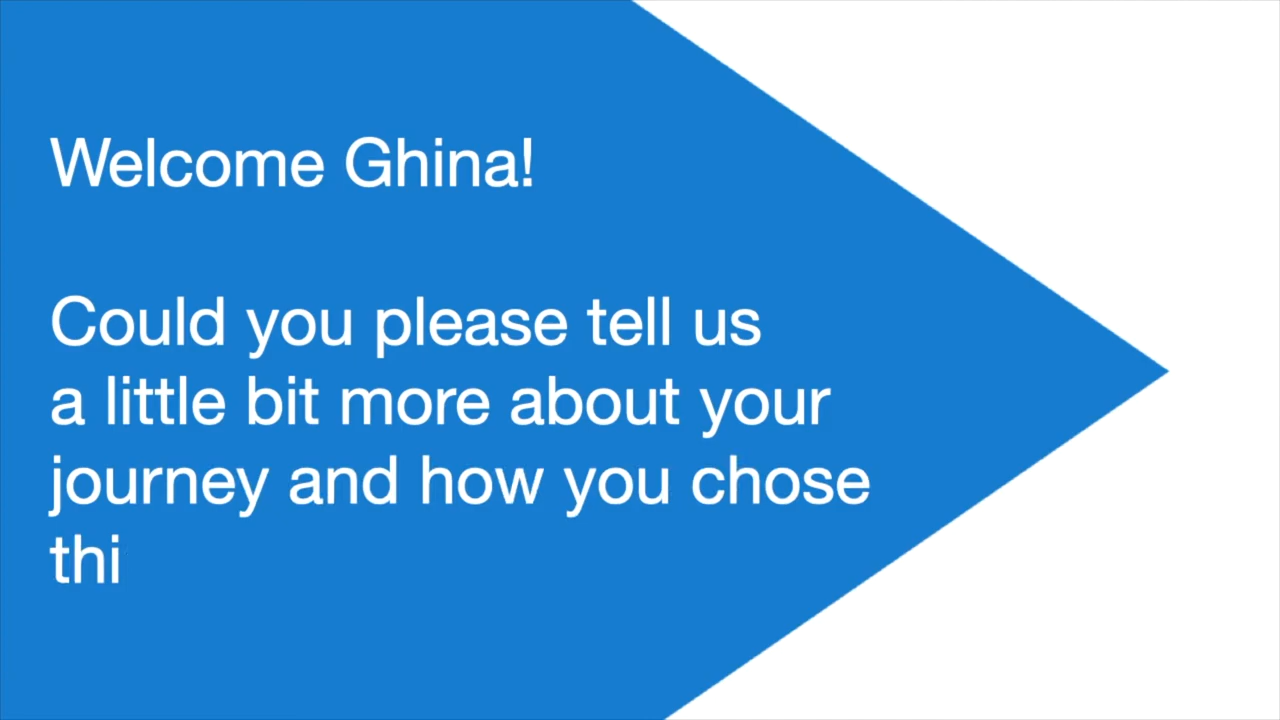 Welcome Ghina!
Could you please tell us
a little bit more about your
journey and how you chose
thi